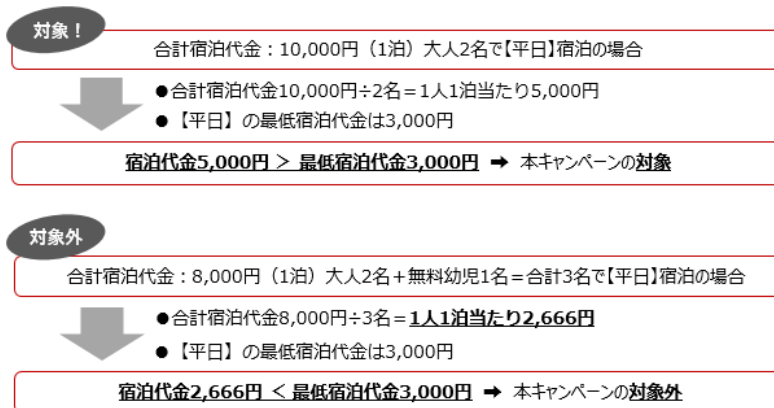 対象！
合計宿泊代金：10,000円（1泊）大人2名で【平日】宿泊の場合
●合計宿泊代金10,000円÷2名＝1人1泊当たり5,000円
●【平日】の最低宿泊代金は3,000円
宿泊代金5,000円 ＞ 最低宿泊代金3,000円 ➡ 本キャンペーンの対象
対象外
合計宿泊代金：8,000円（1泊）大人2名＋無料幼児1名＝合計3名で【平日】宿泊の場合
●合計宿泊代金8,000円÷3名＝1人1泊当たり2,666円
●【平日】の最低宿泊代金は3,000円
宿泊代金2,666円 ＜ 最低宿泊代金3,000円 ➡ 本キャンペーンの対象外